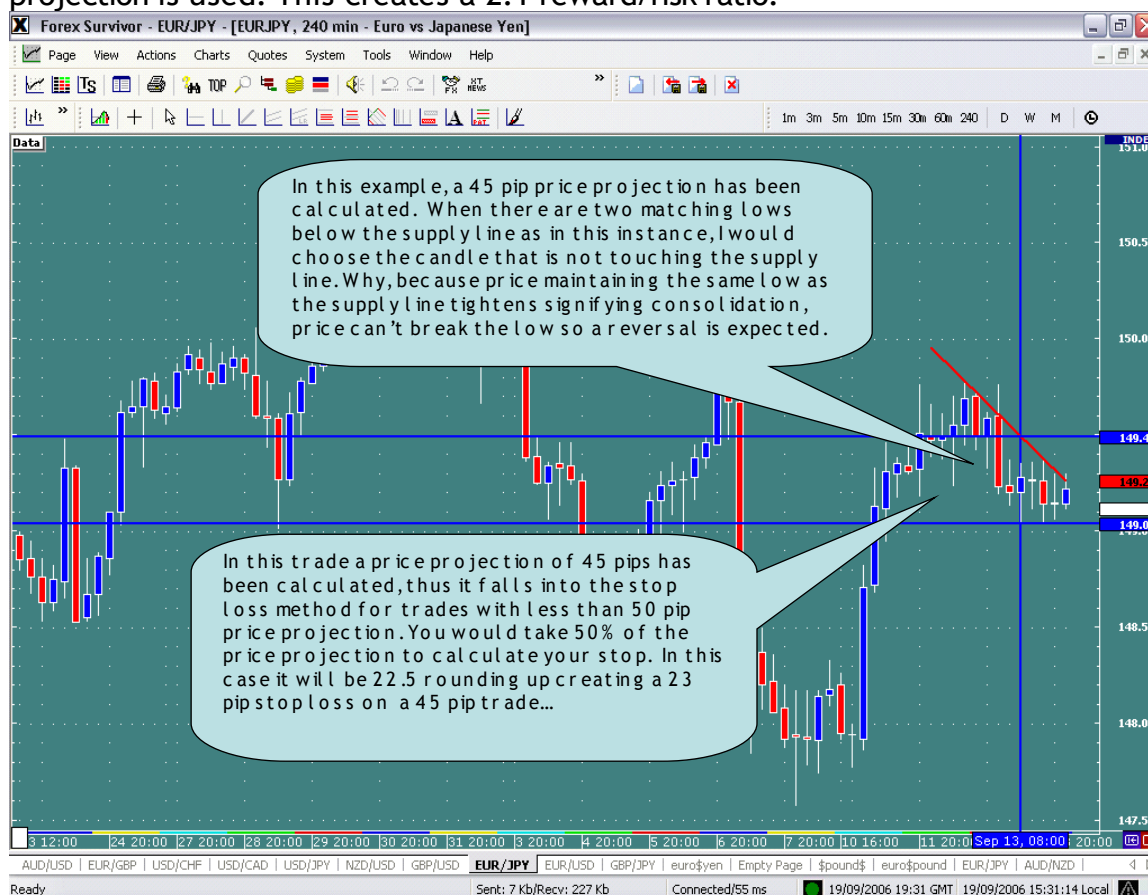 projection is used. This creates a 2:1 reward/risk ratio.
Forex Survivor - EUR/JPY - [EURJPY, 240 min - Euro vs Japanese Yen]
Page View Actions Charts Quotes System Tools Window Help
TOP NEWS
1m 3m 5m 10m 15m 30m 60m 240 D W M
Data
INDE
151.0
In this example, a 45 pip price projection has been
calculated. When there are two matching lows
below the supply line as in this instance, I would
choose the candle that is not touching the supply
line. Why, because price maintaining the same low as
the supply line tightens signifying consolidation,
price can't break the low so a reversal is expected.
150.5
150.0
149.4
149.2
149.0
In this trade a price projection of 45 pips has
been calculated, thus it falls into the stop
loss method for trades with less than 50 pip
price projection. You would take 50% of the
price projection to calculate your stop. In this
case it will be 22.5 rounding up creating a 23
pip stop loss on a 45 pip trade...
148.5
148.0
147.5
3 12:00 24 20:00 27 20:00 28 20:00 29 20:00 30 20:00 31 20:00 3 20:00 4 20:00 5 20:00 6 20:00 7 20:00 10 16:00 11 20:0 Sep 13, 08:00 20:00
AUD/USD | EUR/GBP | USD/CHF | USD/CAD | USD/JPY | NZD/USD | GBP/USD | EUR/JPY | EUR/USD | GBP/JPY | euro$yen | Empty Page | $pound$ | euro$pound | EUR/JPY | AUD/NZD |
Ready Sent: 7 Kb/Recv: 227 Kb Connected/55 ms 19/09/2006 19:31 GMT 19/09/2006 15:31:14 Local